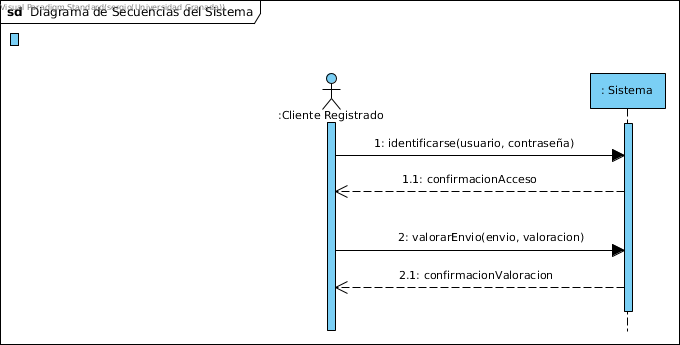 Visual Paradigm Standard(sergio(Universidad Granada))
sd Diagrama de Secuencias del Sistema
: Sistema
:Cliente Registrado
1: identificarse(usuario, contraseña)
1.1: confirmacionAcceso
2: valorarEnvio(envio, valoracion)
2.1: confirmacionValoracion